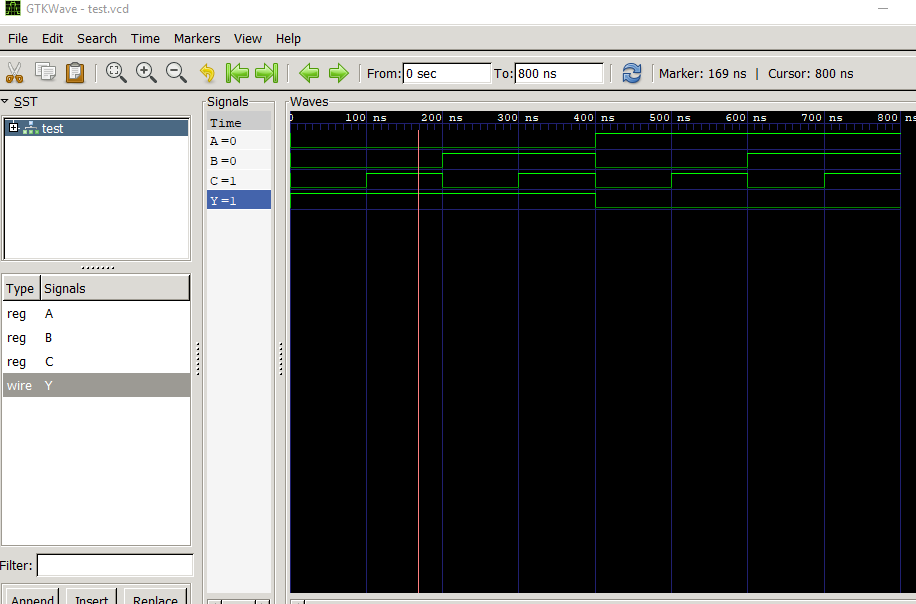 GTKWave - test.vcd
File Edit Search Time Markers View Help
From: 0 sec To: 800 ns Marker: 169 ns | Cursor: 800 ns
SST
test
Type Signals
reg A
reg B
reg C
wire Y
Filter:
Append Insert Replace
Signals
Time
A=0
B=0
C=1
Y=1
Waves
0 100 ns 200 ns 300 ns 400 ns 500 ns 600 ns 700 ns 800 ns